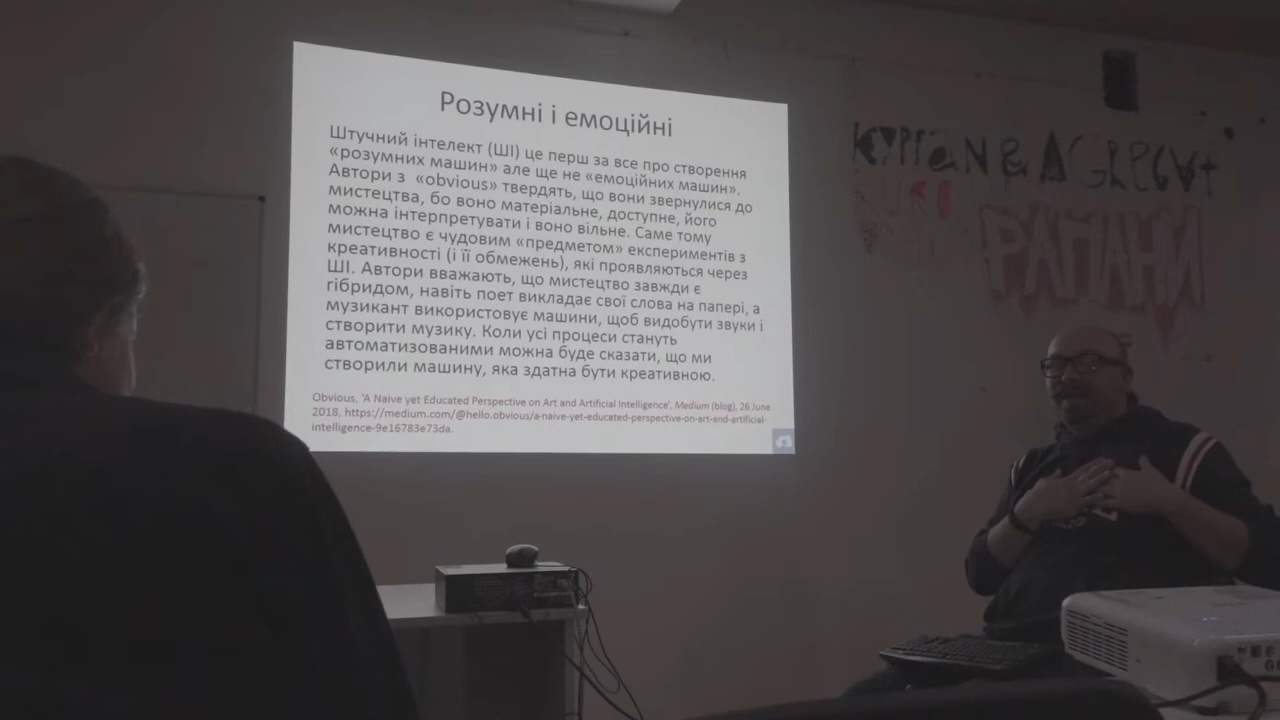 Розумні і емоційні
Штучний інтелект (ШІ) це перш за все про створення
«розумних машин» але ще не «емоційних машин».
Автори з «obvious» твердять, що вони звернулися до
мистецтва, бо воно матеріальне, доступне, його
можна інтерпретувати і воно вільне. Саме тому
мистецтво є чудовим «предметом» експериментів з
креативності (і її обмежень), які проявляються через
ШІ. Автори вважають, що мистецтво завжди є
гібридом, навіть поет викладає свої слова на папері, а
музикант використовує машини, щоб видобути звуки і
створити музику. Коли усі процеси стануть
автоматизованими можна буде сказати, що ми
створили машину, яка здатна бути креативною.
Obvious, 'A Naive yet Educated Perspective on Art and Artificial Intelligence', Medium (blog), 26 June
2018, https://medium.com/@hello.obvious/a-naive-yet-educated-perspective-on-art-and-artificial-
intelligence-9e16783e73da.
&
РАПАНИ